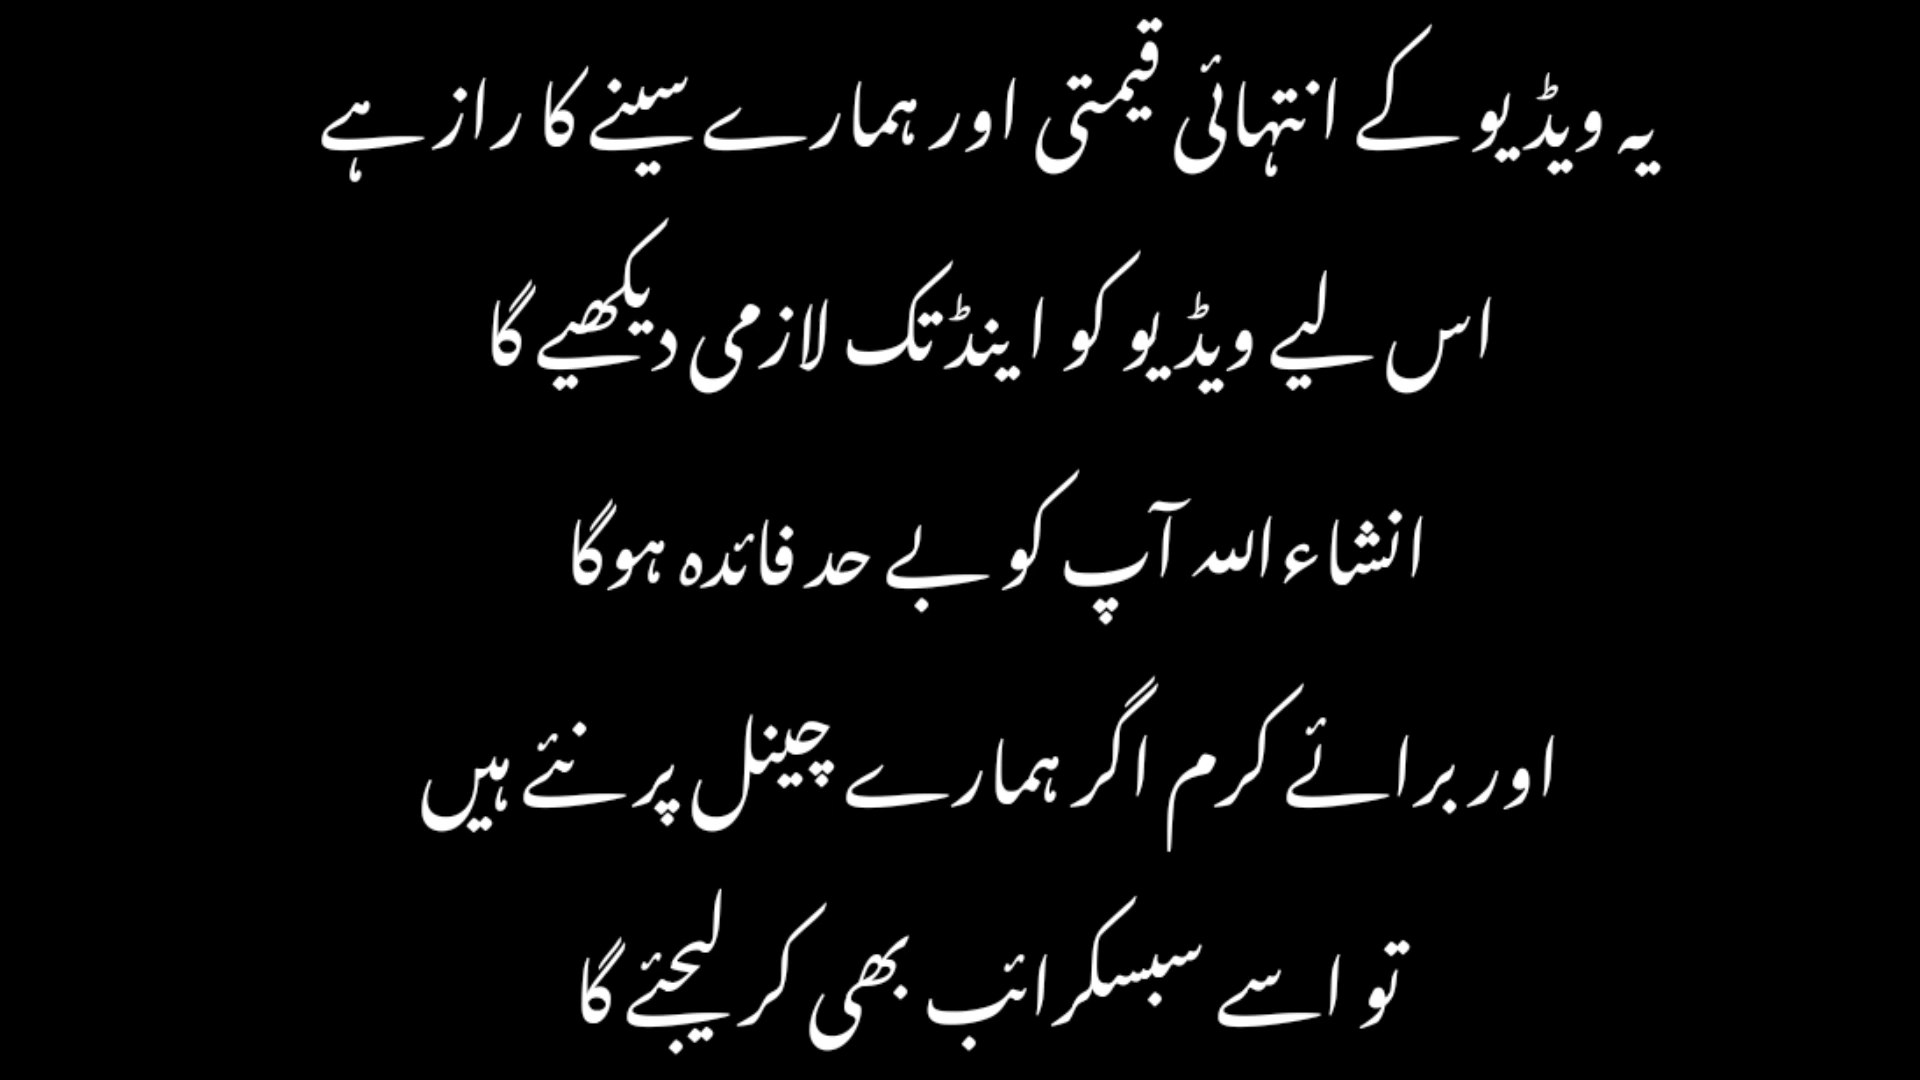 یہ ویڈیو کے انتہائی قیمتی اور ہمارے سینے کا راز ہے
اس لیے ویڈیو کو اینڈ تک لازمی دیکھیے گا
انشاء اللہ آپ کو بے حد فائدہ ہوگا
اور برائے کرم اگر ہمارے چینل پر نئے ہیں
تو اسے سبسکرائب بھی کر لیجئے گا